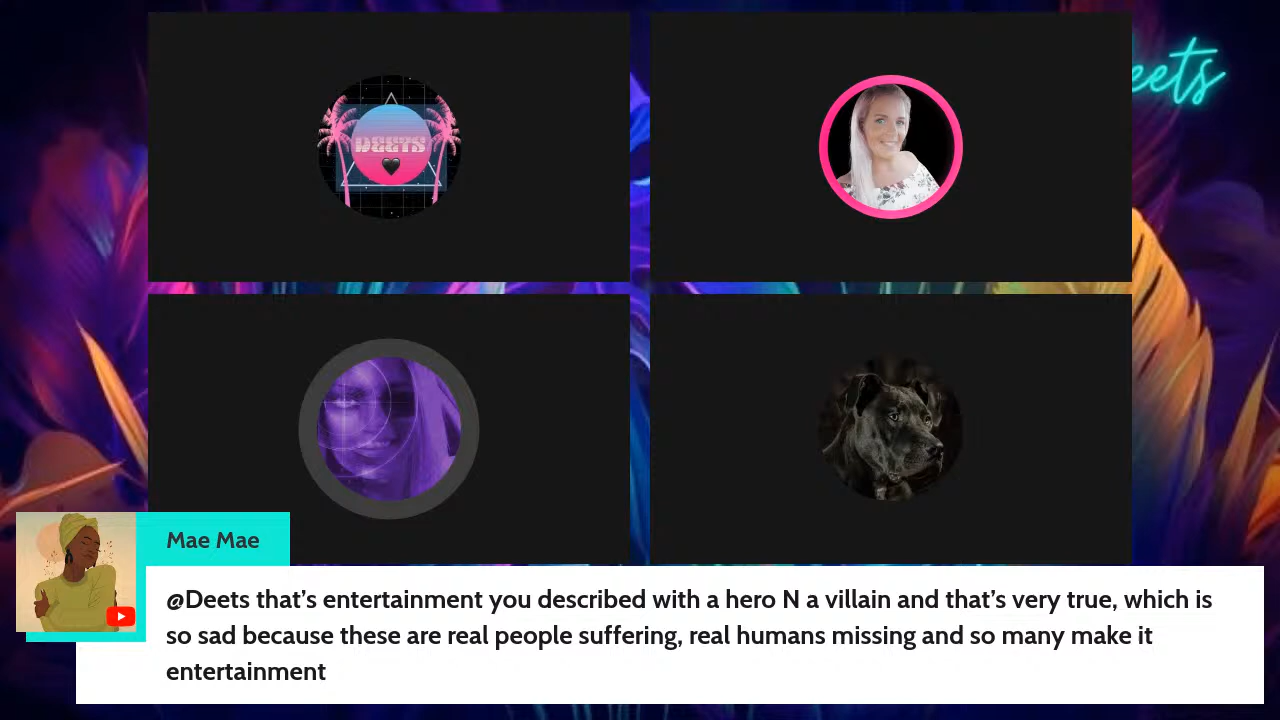 eets
DEETS
Mae Mae
@Deets that’s entertainment you described with a hero N a villain and that’s very true, which is
so sad because these are real people suffering, real humans missing and so many make it
entertainment